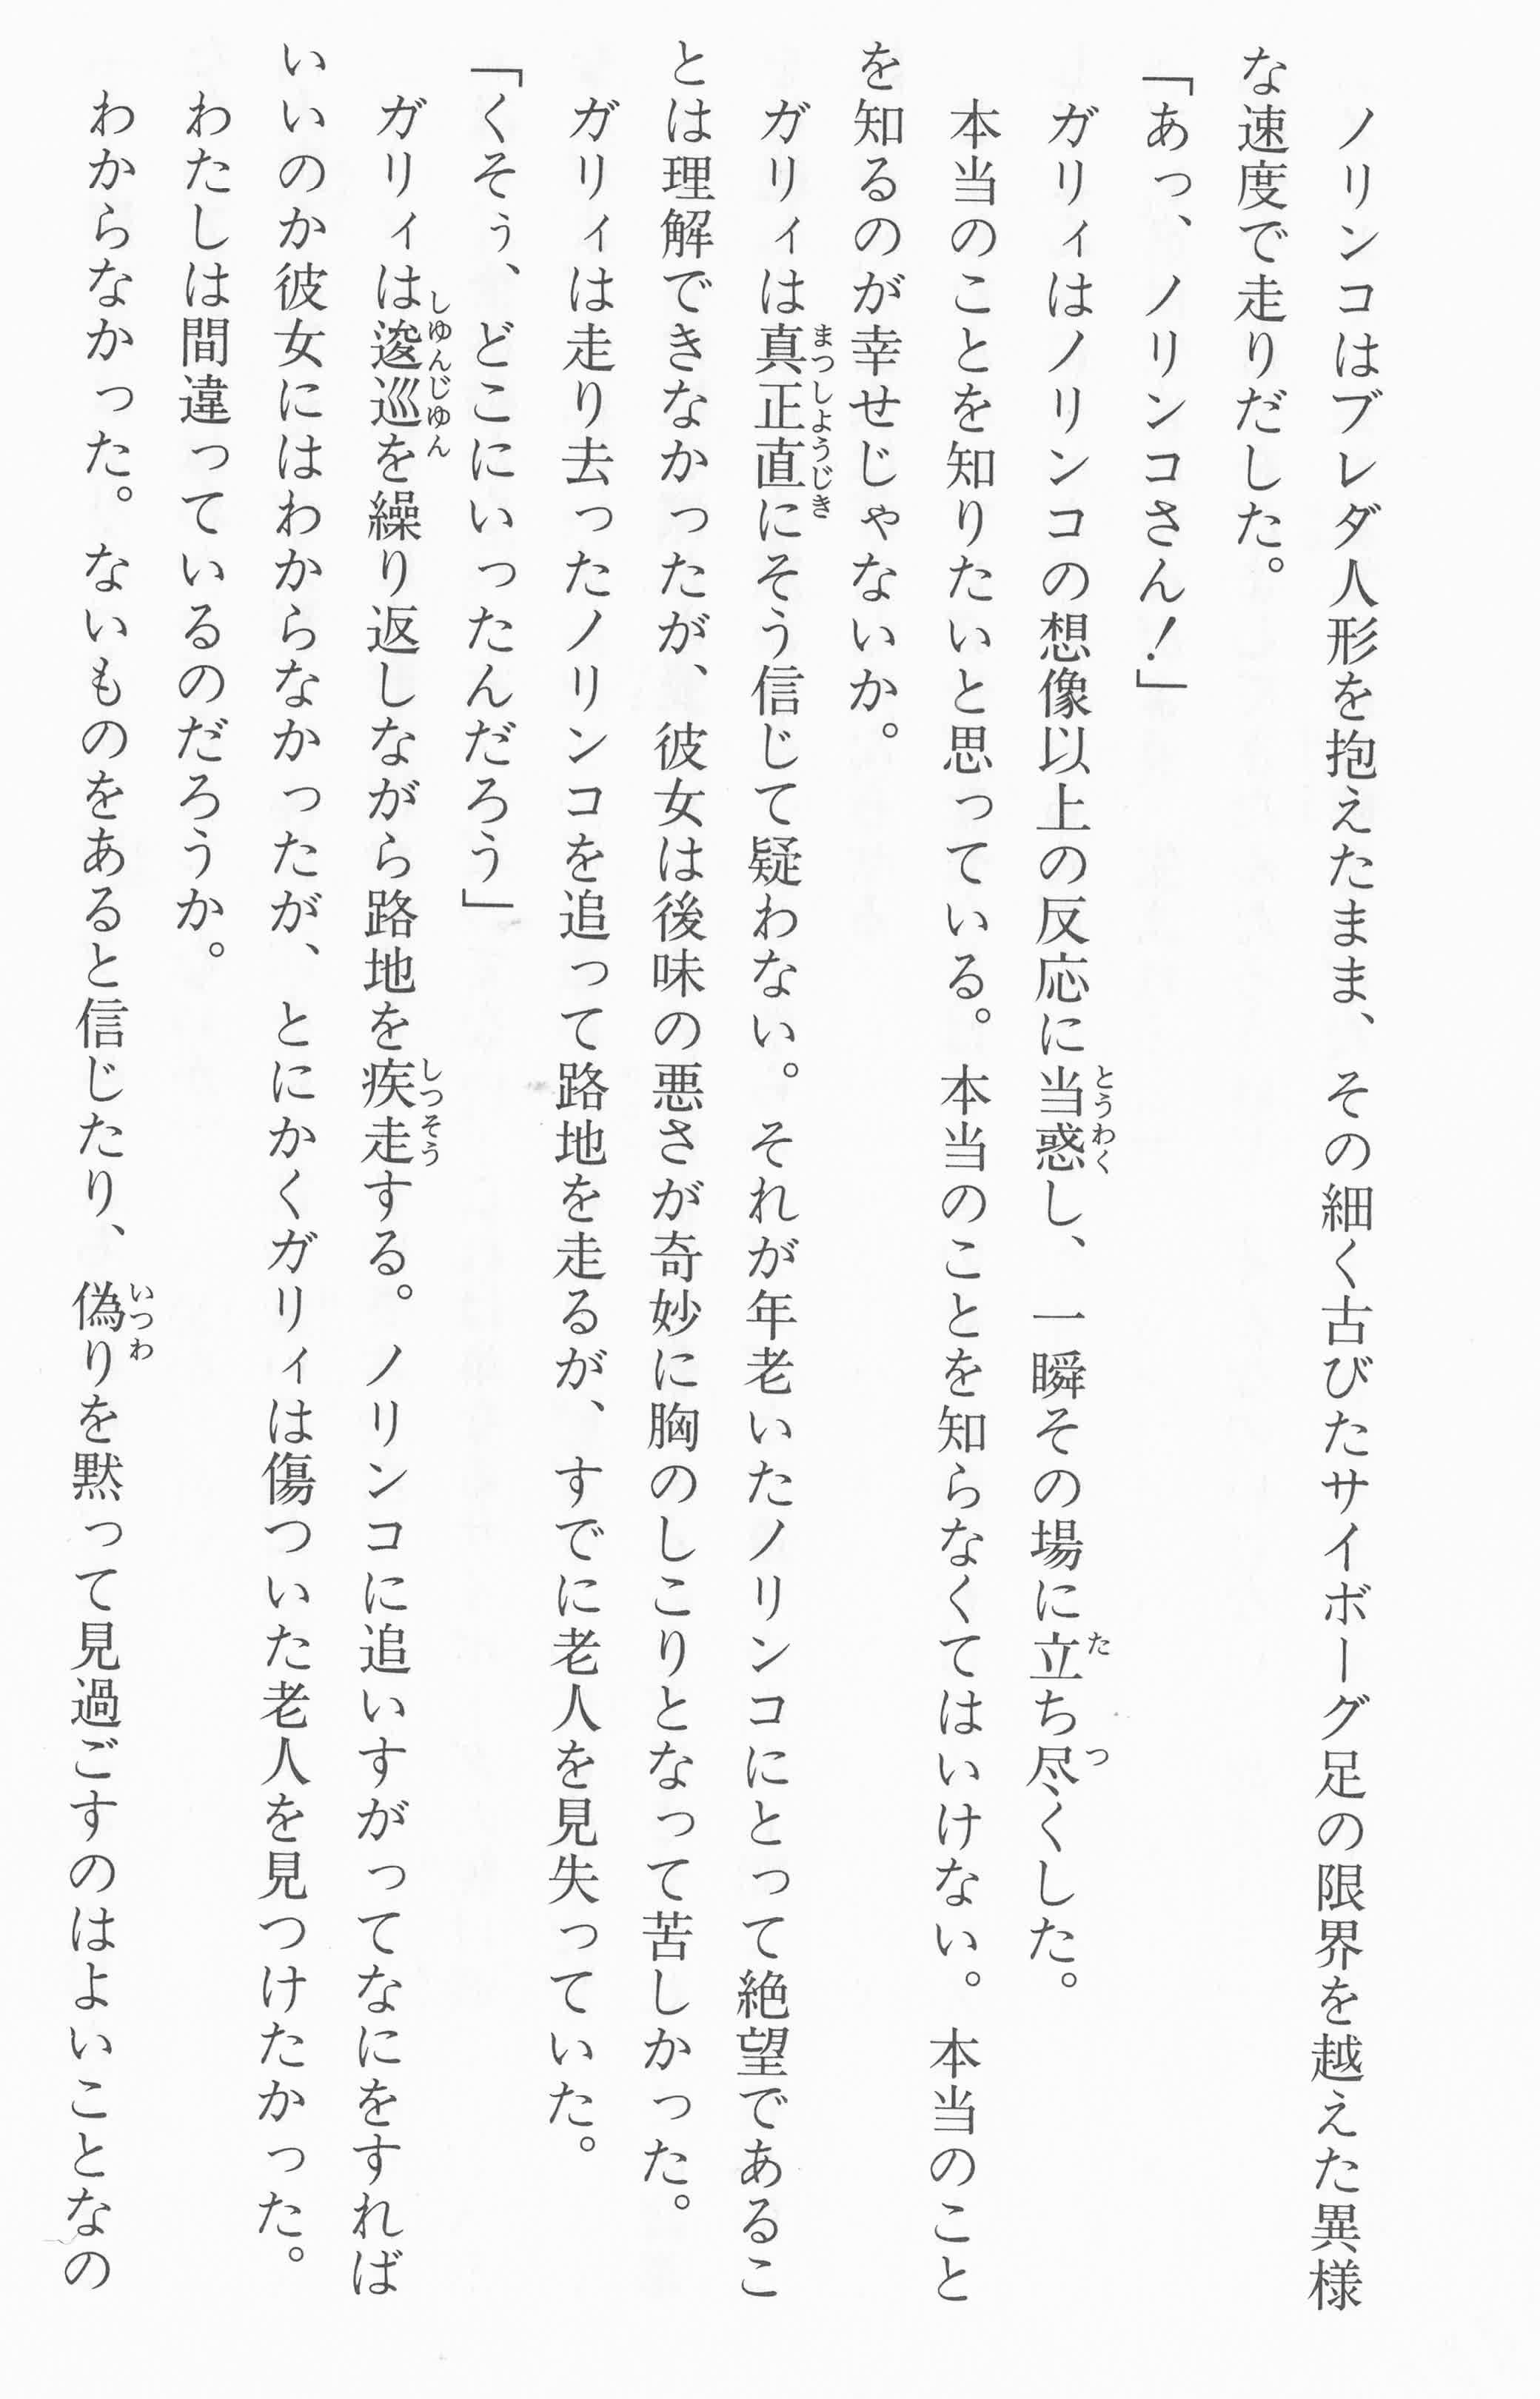 ノリンコはブレダ人形を抱えたまま、その細く古びたサイボーグ足の限界を越えた異様
な速度で走りだした。
「あっ、ノリンコさん！」
ガリィはノリンコの想像以上の反応に当惑し、一瞬その場に立ち尽くした。
本当のことを知りたいと思っている。本当のことを知らなくてはいけない。本当のこと
を知るのが幸せじゃないか。
ガリィは真正直にそう信じて疑わない。それが年老いたノリンコにとって絶望であるこ
とは理解できなかったが、彼女は後味の悪さが奇妙に胸のしこりとなって苦しかった。
ガリィは走り去ったノリンコを追って路地を走るが、すでに老人を見失っていた。
「くそぅ、どこにいったんだろう」
ガリィは逡巡を繰り返しながら路地を疾走する。ノリンコに追いすがってなにをすれば
いいのか彼女にはわからなかったが、とにかくガリィは傷ついた老人を見つけたかった。
わたしは間違っているのだろうか。
わからなかった。ないものをあると信じたり、偽りを黙って見過ごすのはよいことなの